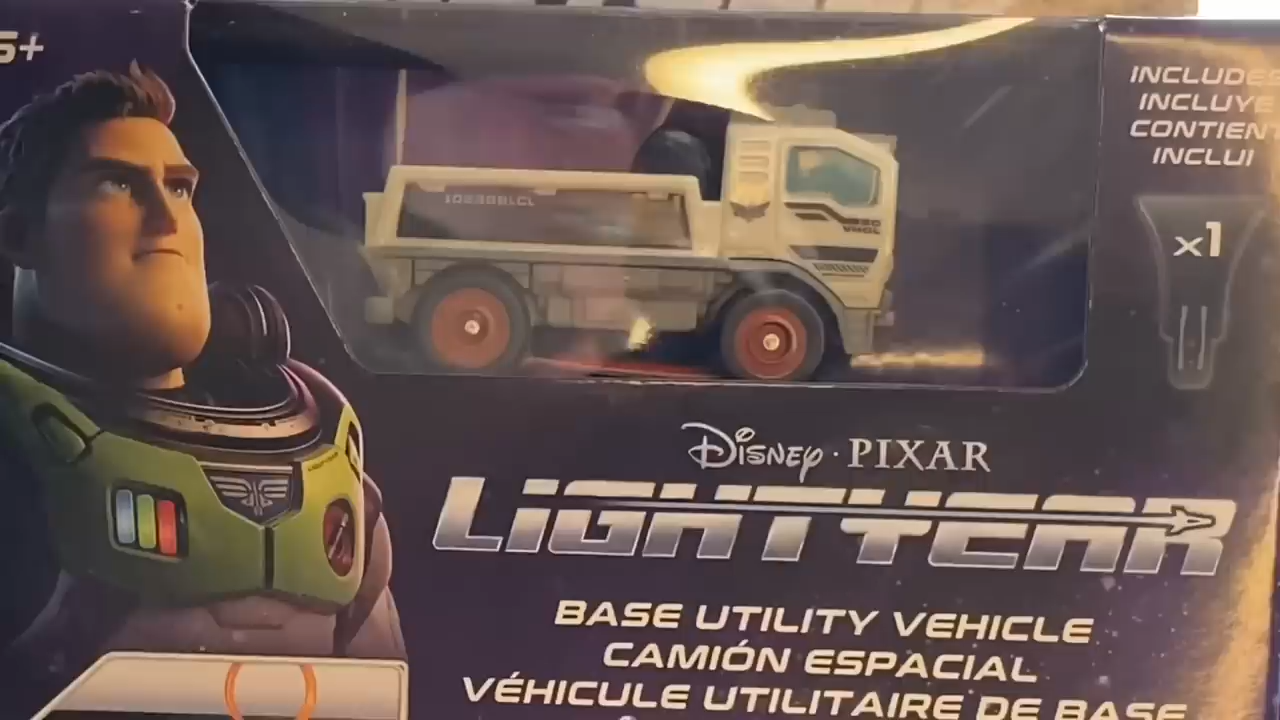 5+
INCLUDES
INCLUYE
CONTIENT
INCLUI
x1
DISNEY · PIXAR
LIGHTYEAR
BASE UTILITY VEHICLE
CAMIÓN ESPACIAL
VÉHICULE UTILITAIRE DE BASE